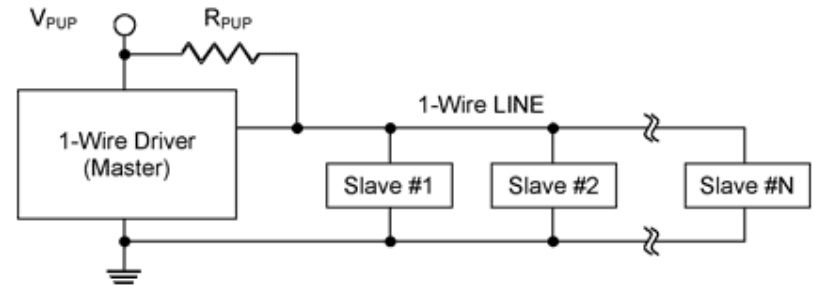 VPUP
RPUP
1-Wire LINE
1-Wire Driver
(Master)
Slave #1
Slave #2
Slave #N